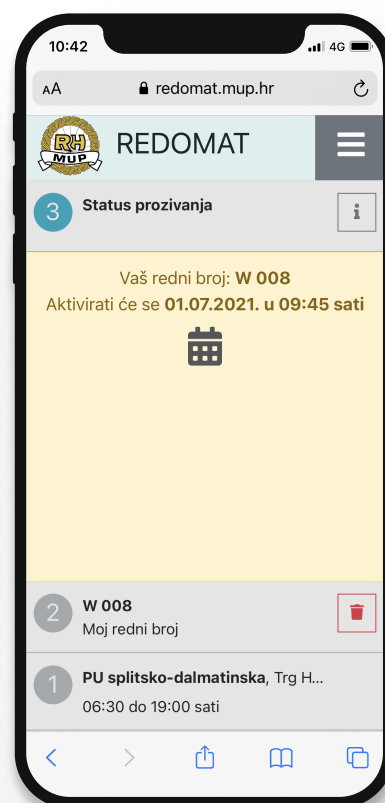 10:42
4G
AA
redomat.mup.hr
RH
MUP
REDOMAT
3
Status prozivanja
i
Vaš redni broj: W 008
Aktivirati će se 01.07.2021. u 09:45 sati
2
W 008
Moj redni broj
1
PU splitsko-dalmatinska, Trg H...
06:30 do 19:00 sati